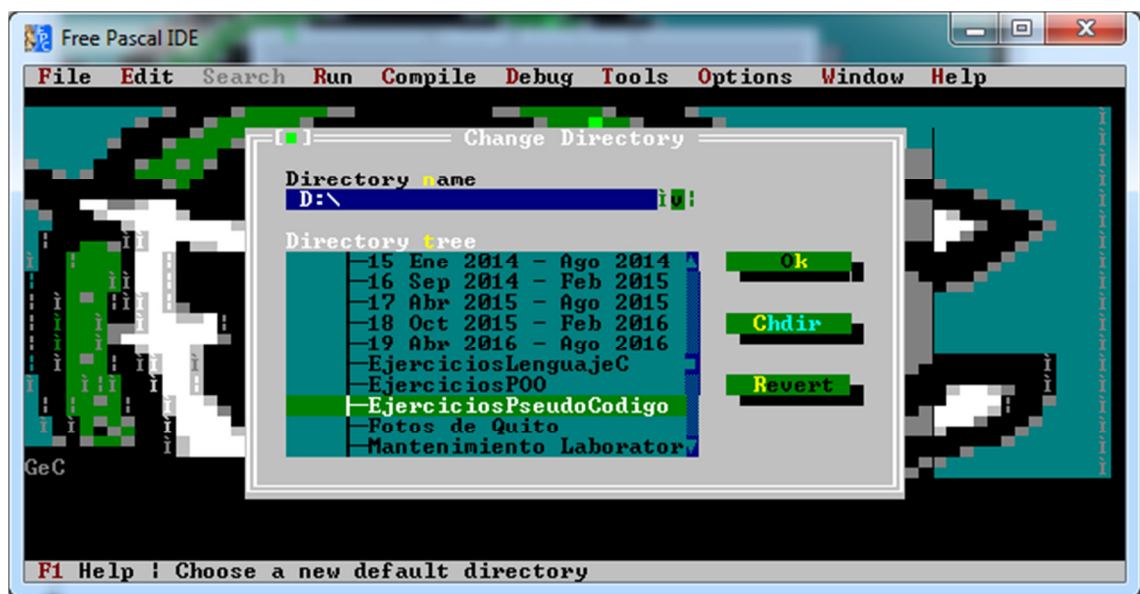 Free Pascal IDE
File Edit Search Run Compile Debug Tools Options Window Help
Change Directory
Directory name
D:\
Directory tree
15 Ene 2014 - Ago 2014
16 Sep 2014 - Feb 2015
17 Abr 2015 - Ago 2015
18 Oct 2015 - Feb 2016
19 Abr 2016 - Ago 2016
EjerciciosLenguajeC
EjerciciosPOO
EjerciciosPseudoCodigo
Fotos de Quito
Mantenimiento Laborator
Ok
Chdir
Revert
GeC
F1 Help ¦ Choose a new default directory